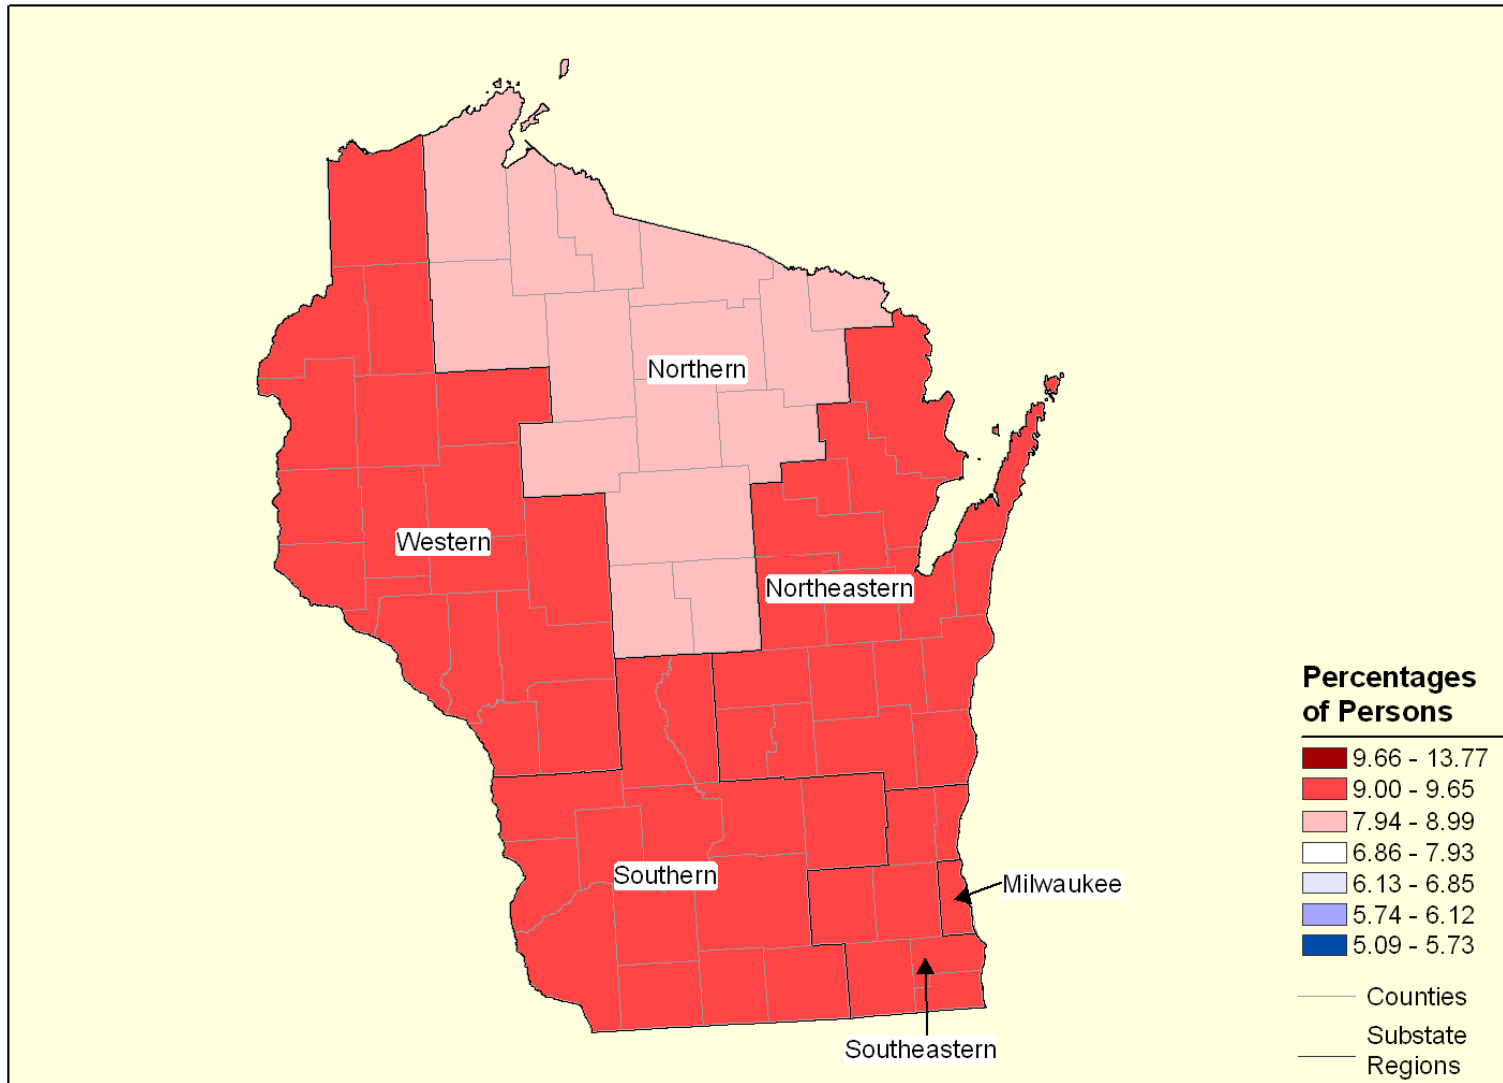 Northern
Western
Northeastern
Southern
Milwaukee
Southeastern
Percentages
of Persons
9.66 - 13.77
9.00 - 9.65
7.94 - 8.99
6.86 - 7.93
6.13 - 6.85
5.74 - 6.12
5.09 - 5.73
Counties
Substate
Regions